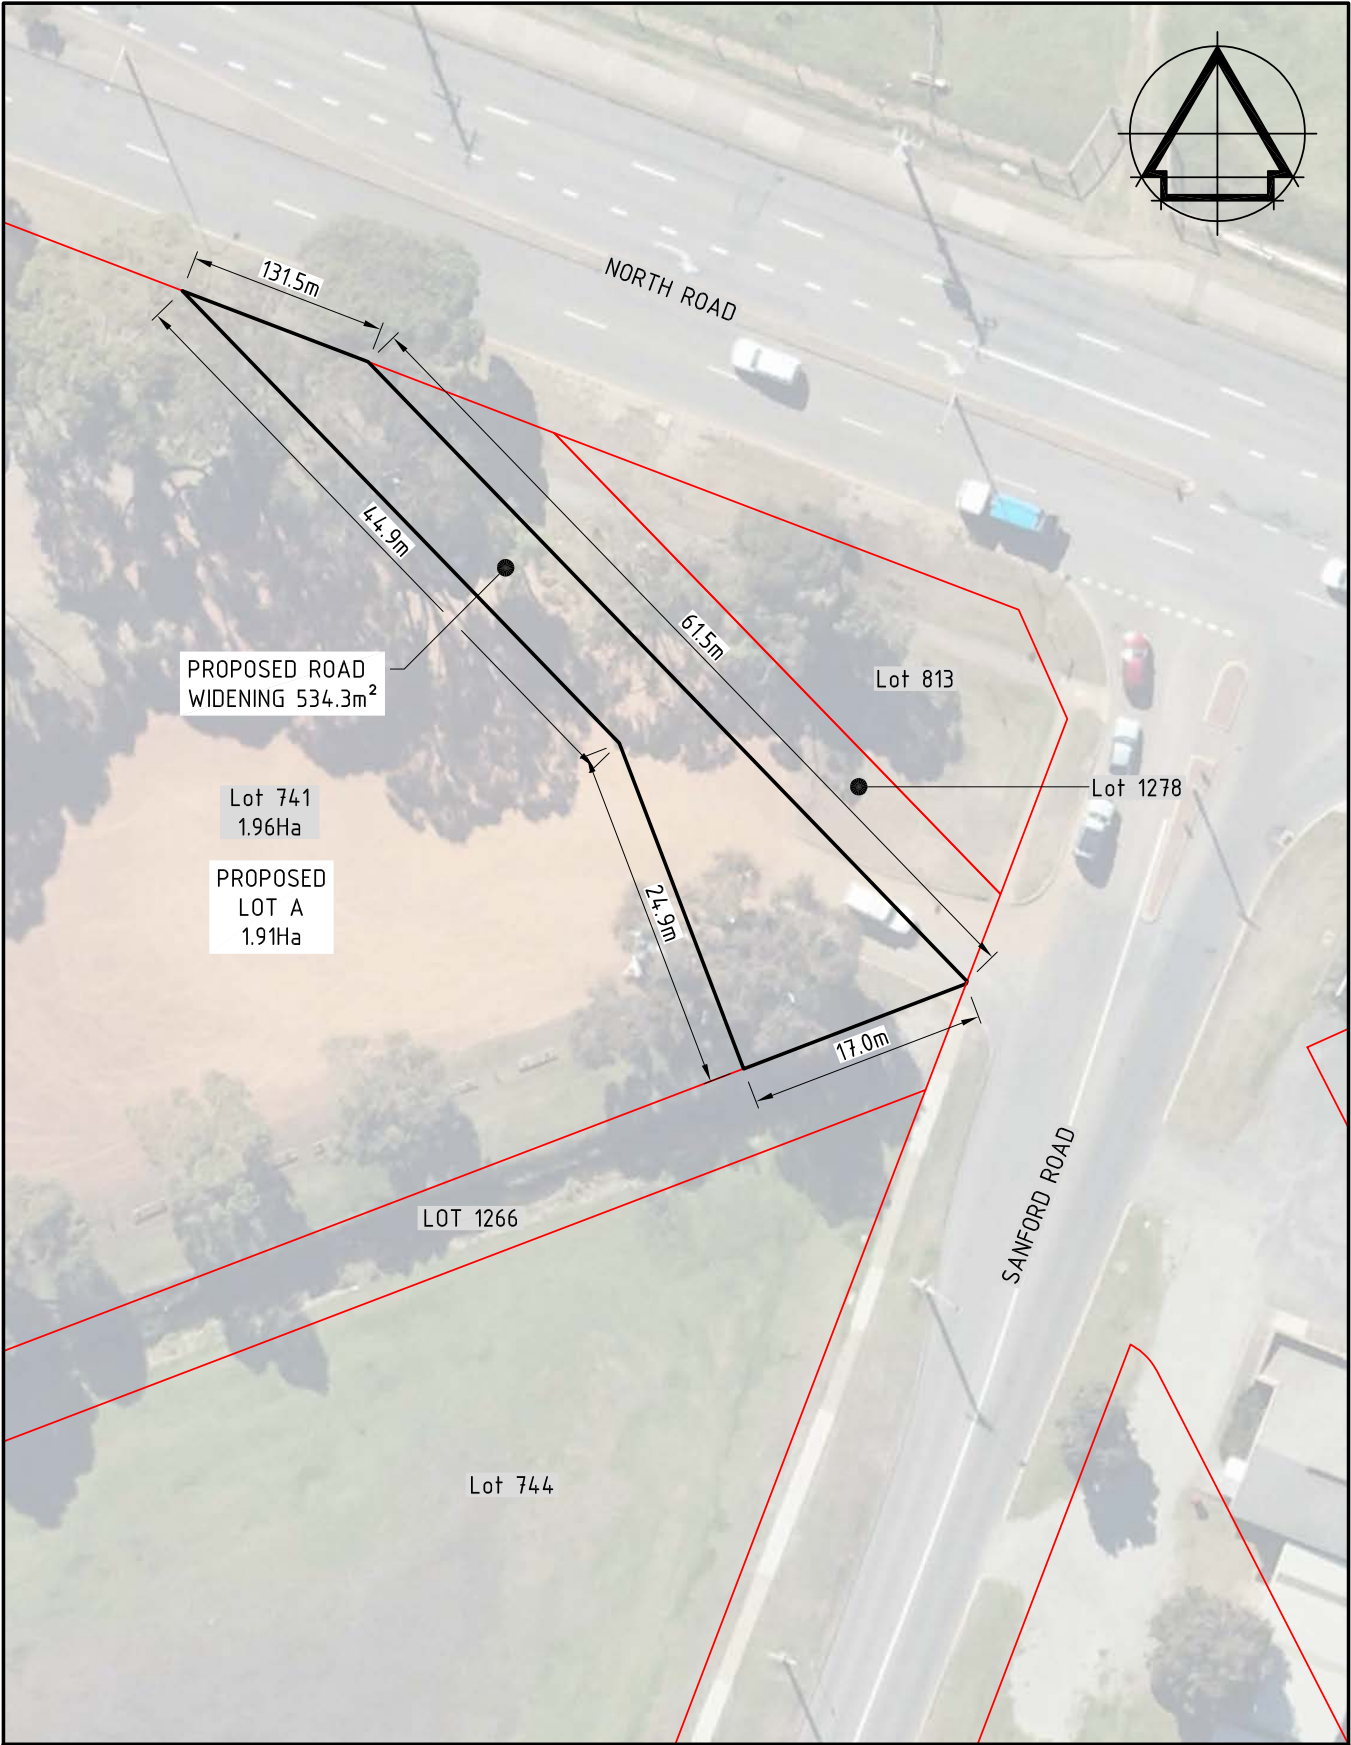 131.5m
NORTH ROAD
44.9m
61.5m
PROPOSED ROAD
WIDENING 534.3m²
Lot 813
Lot 741
1.96Ha
Lot 1278
PROPOSED
LOT A
1.91Ha
24.9m
17.0m
LOT 1266
SANFORD ROAD
Lot 744